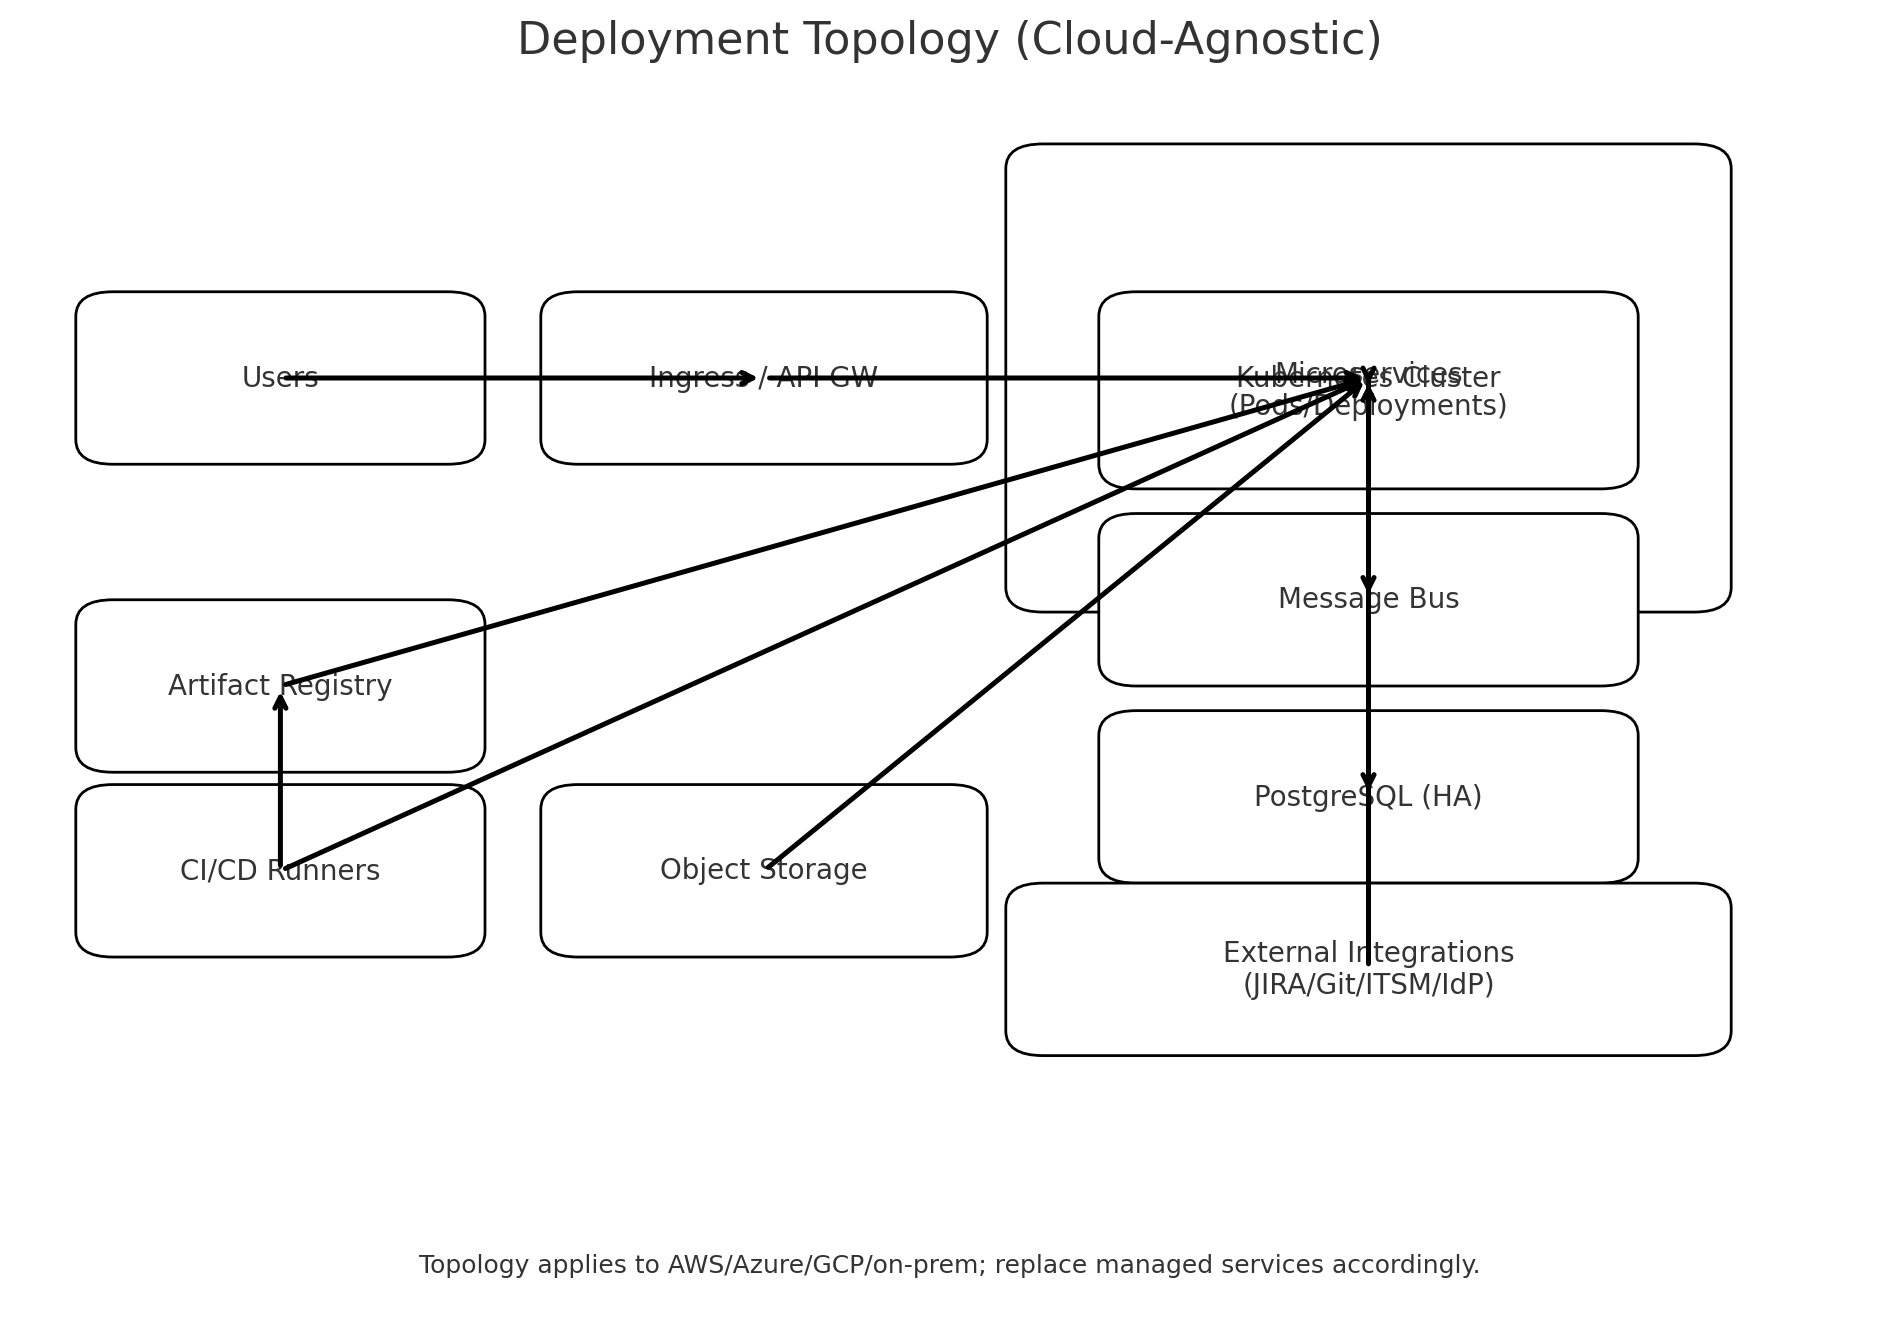 Deployment Topology (Cloud-Agnostic)
Users
Ingress / API GW
Kubernetes Cluster
Microservices
(Pods/Deployments)
Message Bus
Artifact Registry
PostgreSQL (HA)
CI/CD Runners
Object Storage
External Integrations
(JIRA/Git/ITSM/IdP)
Topology applies to AWS/Azure/GCP/on-prem; replace managed services accordingly.